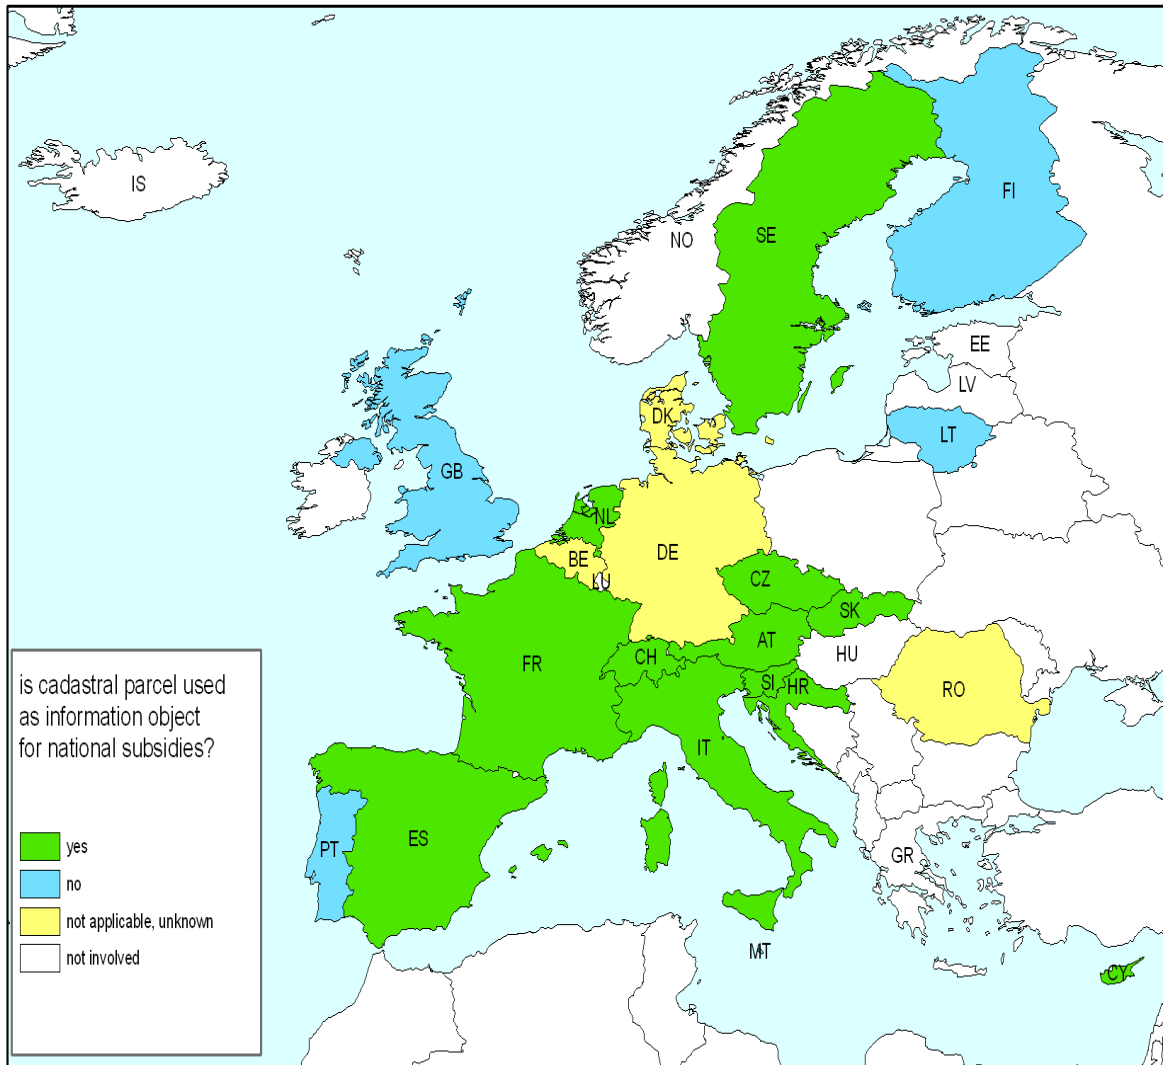 IS
FI
NO
SE
EE
LV
LT
DK
GB
NL
BE
DE
LU
CZ
SK
AT
HU
FR
CH
SI
HR
RO
IT
PT
ES
GR
MT
CY
is cadastral parcel used
as information object
for national subsidies?
yes
no
not applicable, unknown
not involved